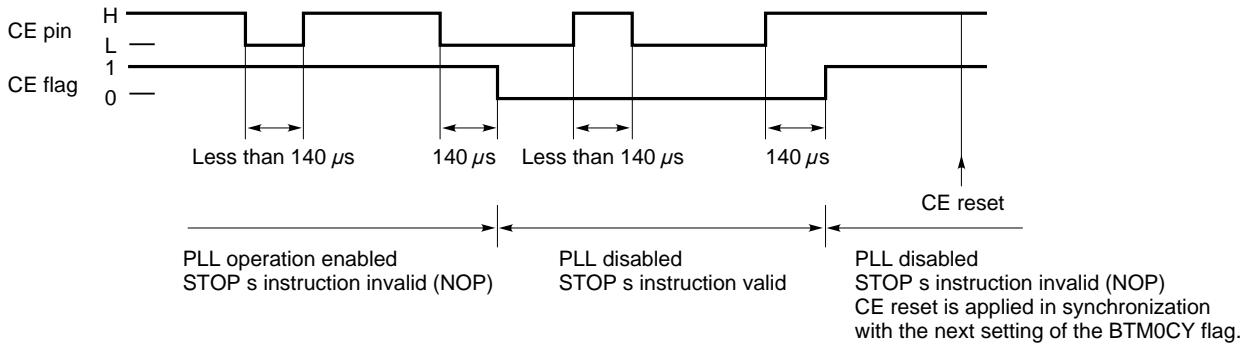 H
CE pin
L
1
CE flag
0
Less than 140 µs
140 µs
Less than 140 µs
140 µs
CE reset
PLL operation enabled
STOP s instruction invalid (NOP)
PLL disabled
STOP s instruction valid
PLL disabled
STOP s instruction invalid (NOP)
CE reset is applied in synchronization
with the next setting of the BTM0CY flag.